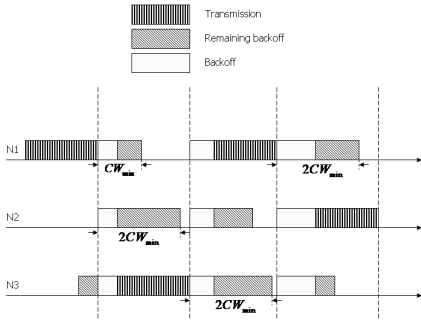 Transmission
Remaining backoff
Backoff
N1
CWmin
2CWmin
N2
2CWmin
N3
2CWmin